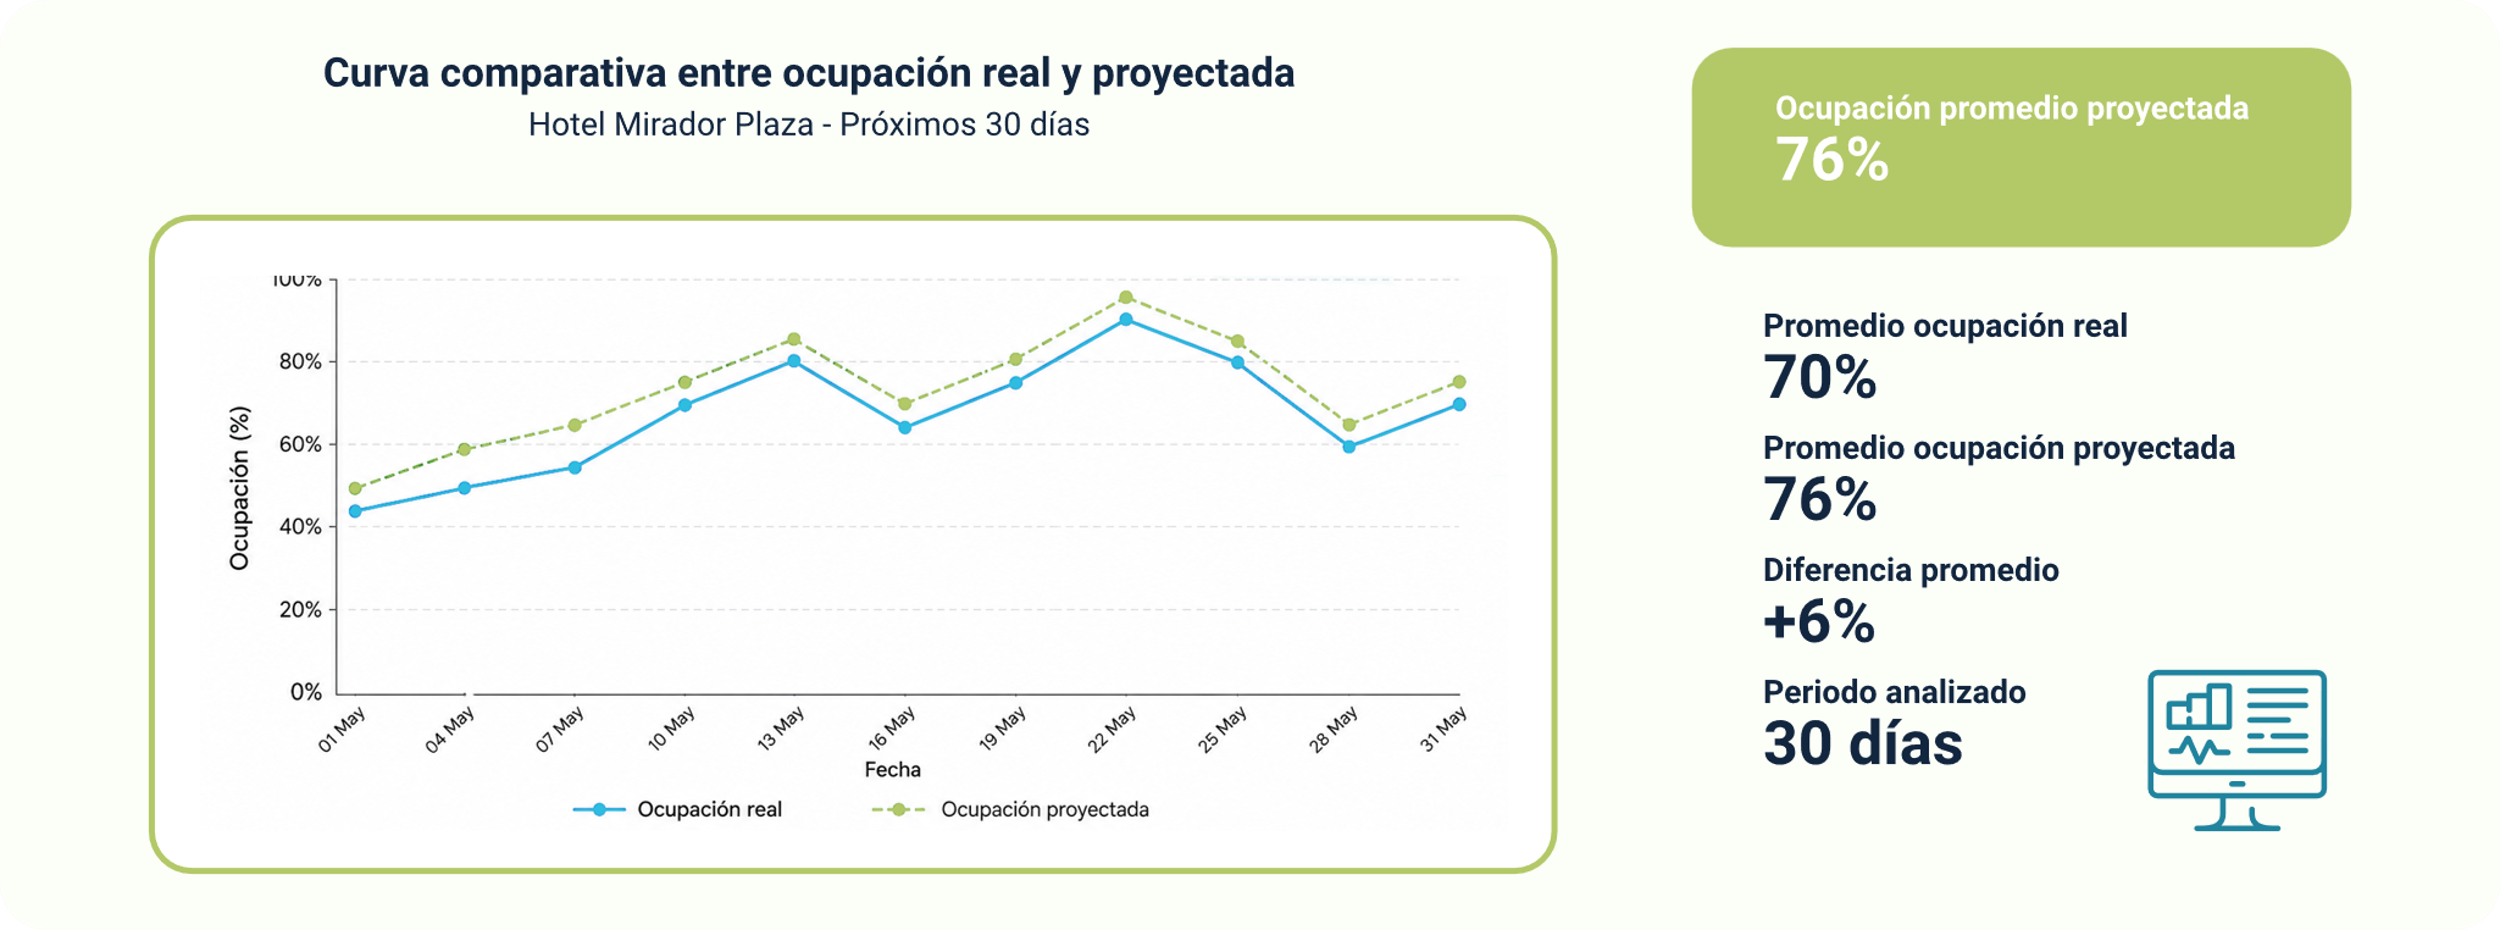 Curva comparativa entre ocupación real y proyectada
Hotel Mirador Plaza - Próximos 30 días
100%
80%
60%
40%
20%
0%
Ocupación (%)
01 May
04 May
07 May
10 May
13 May
16 May
19 May
22 May
25 May
28 May
31 May
Fecha
Ocupación real
Ocupación proyectada
Ocupación promedio proyectada
76%
Promedio ocupación real
70%
Promedio ocupación proyectada
76%
Diferencia promedio
+6%
Periodo analizado
30 días